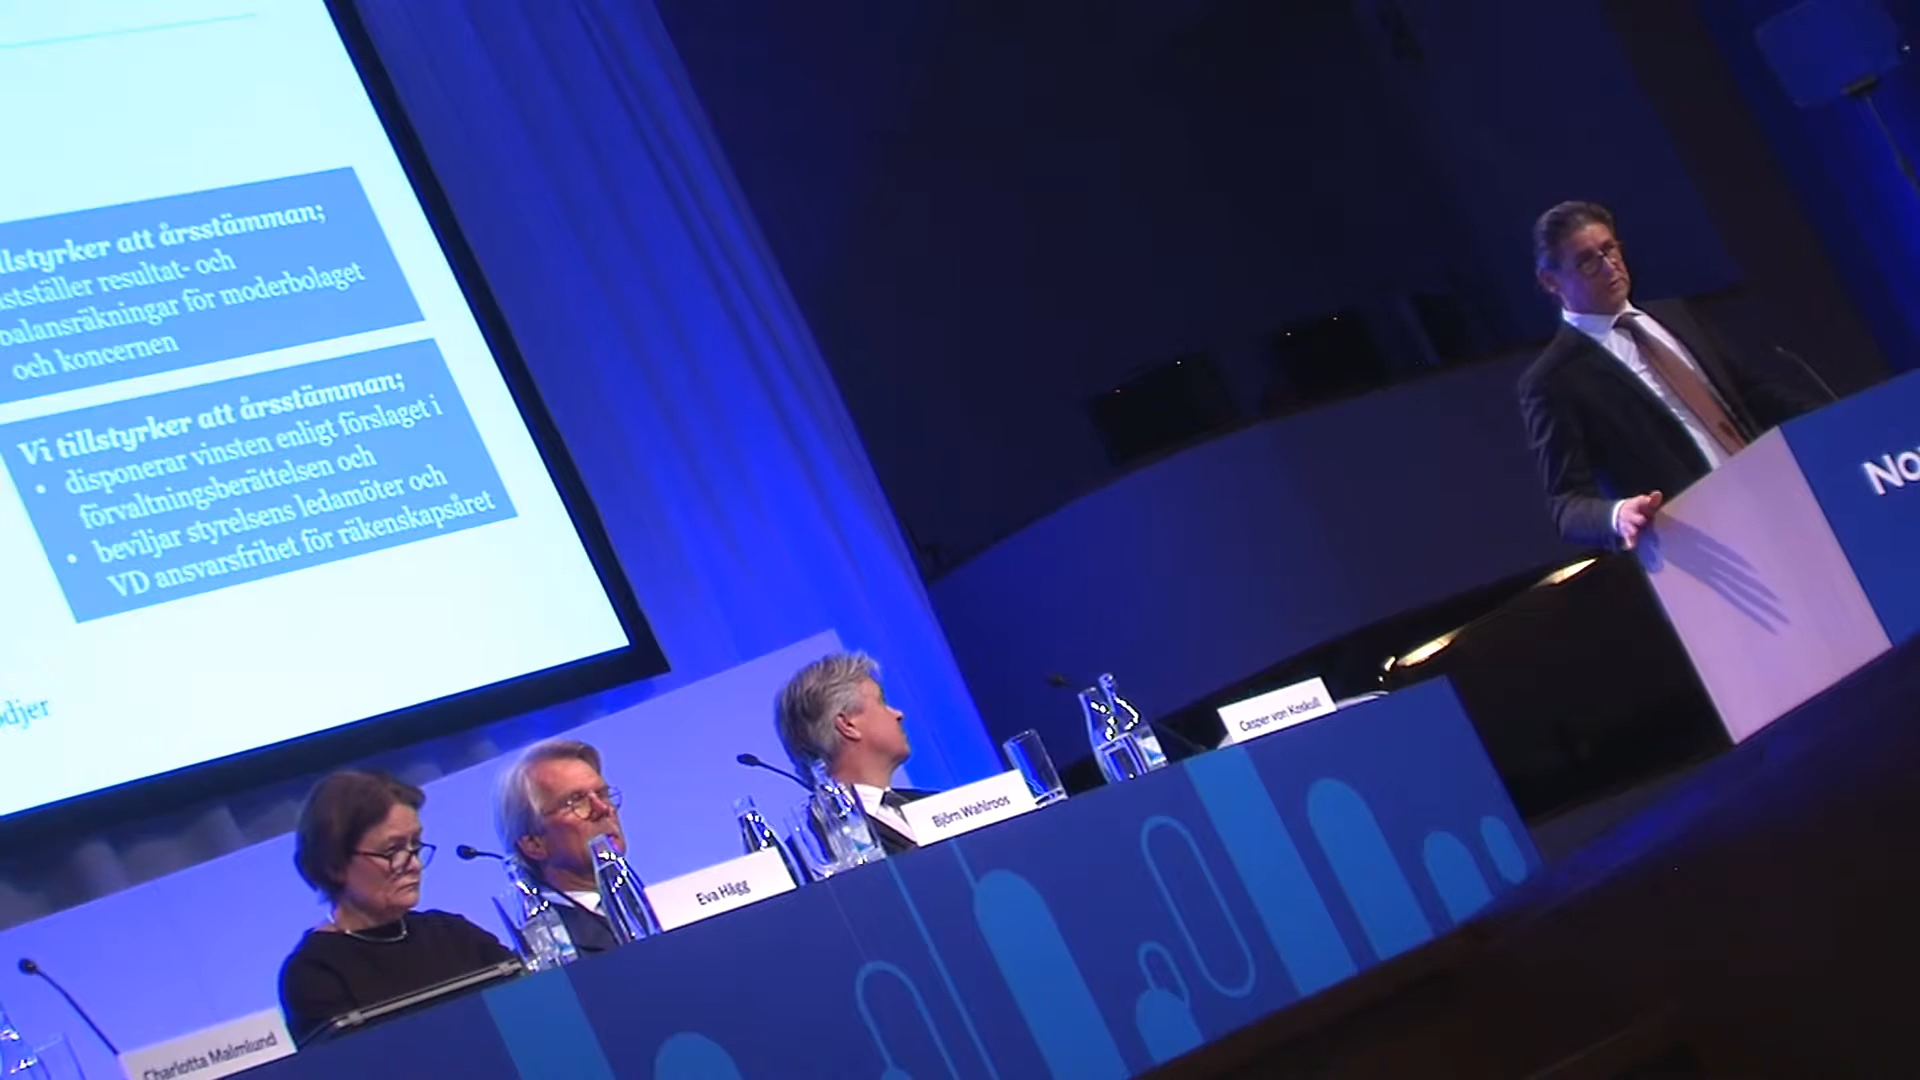 tillstyrker att årsstämman;
fastställer resultat- och
balansräkningar för moderbolaget
och koncernen
Vi tillstyrker att årsstämman;
• disponerar vinsten enligt förslaget i
förvaltningsberättelsen och
• beviljar styrelsens ledamöter och
VD ansvarsfrihet för räkenskapsåret
Casper von Koskull
Björn Wahlroos
Eva Hägg
Charlotta Malmlund